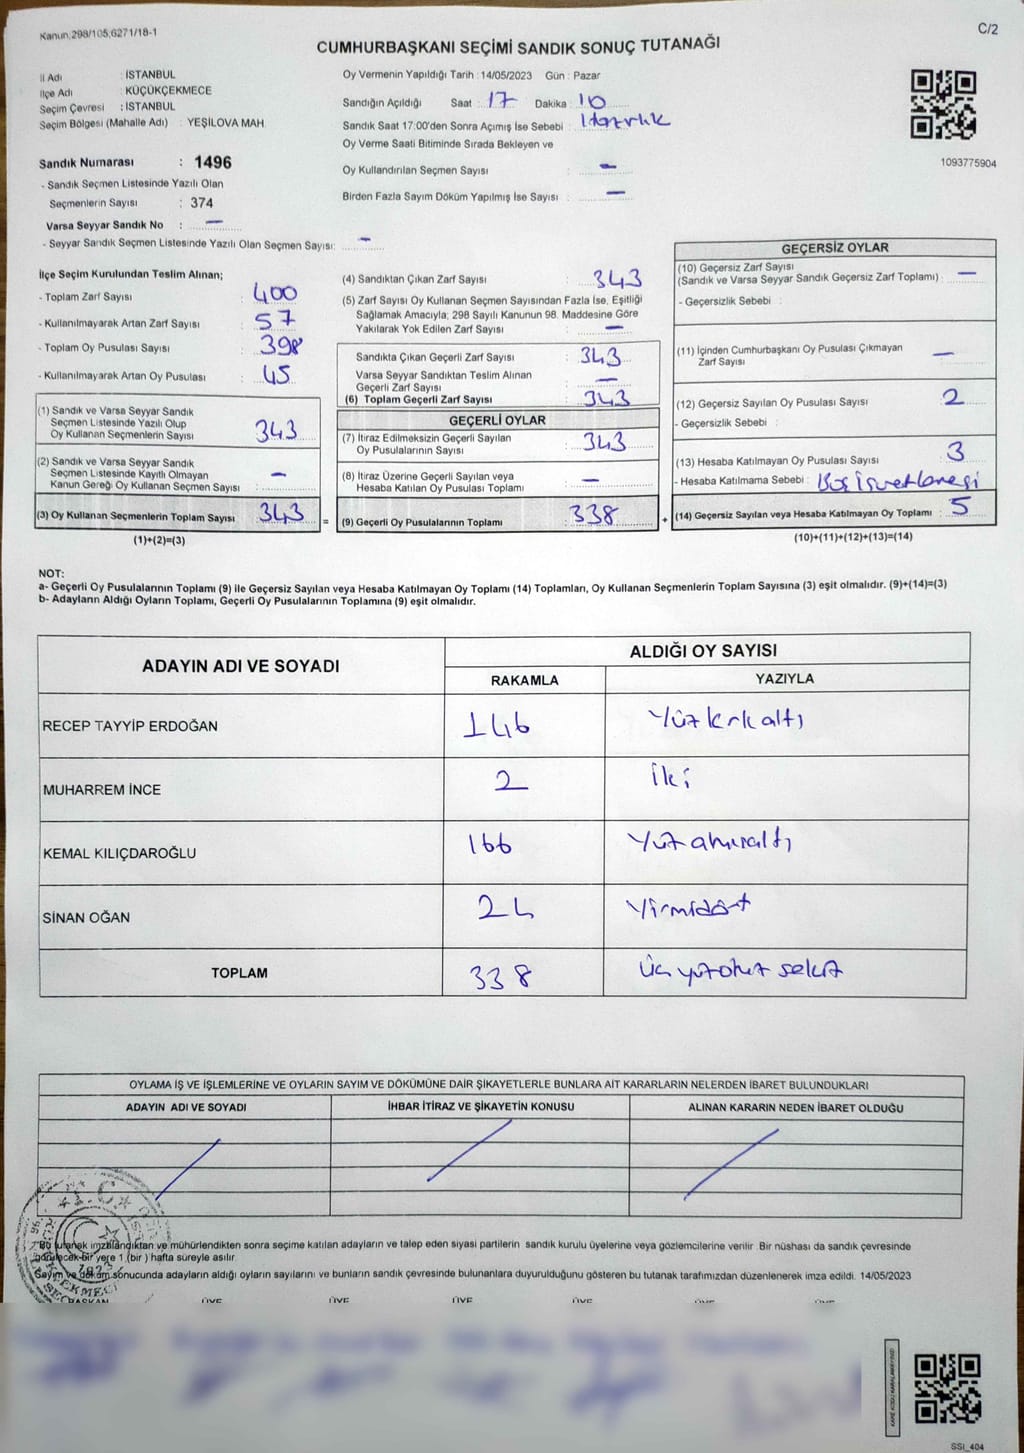 Kanun 298/105,6271/18-1
C/2
CUMHURBAŞKANI SEÇİMİ SANDIK SONUÇ TUTANAĞI
İl Adı : İSTANBUL
İlçe Adı : KÜÇÜKÇEKMECE
Seçim Çevresi : İSTANBUL
Seçim Bölgesi (Mahalle Adı) : YEŞİLOVA MAH.
Sandık Numarası : 1496
- Sandık Seçmen Listesinde Yazılı Olan
Seçmenlerin Sayısı : 374
Varsa Seyyar Sandık No : —
- Seyyar Sandık Seçmen Listesinde Yazılı Olan Seçmen Sayısı: —
Oy Vermenin Yapıldığı Tarih : 14/05/2023 Gün : Pazar
Sandığın Açıldığı Saat : 17 Dakika : 10
Sandık Saat 17:00'den Sonra Açımış İse Sebebi : Hazırlık
Oy Verme Saati Bitiminde Sırada Bekleyen ve
Oy Kullandırılan Seçmen Sayısı : —
Birden Fazla Sayım Döküm Yapılmış İse Sayısı : —
1093775904
İlçe Seçim Kurulundan Teslim Alınan;
- Toplam Zarf Sayısı : 400
- Kullanılmayarak Artan Zarf Sayısı : 57
- Toplam Oy Pusulası Sayısı : 398
- Kullanılmayarak Artan Oy Pusulası : 45
(1) Sandık ve Varsa Seyyar Sandık
Seçmen Listesinde Yazılı Olup
Oy Kullanan Seçmenlerin Sayısı : 343
(2) Sandık ve Varsa Seyyar Sandık
Seçmen Listesinde Kayıtlı Olmayan
Kanun Gereği Oy Kullanan Seçmen Sayısı : —
(3) Oy Kullanan Seçmenlerin Toplam Sayısı : 343 =
(1)+(2)=(3)
(4) Sandıktan Çıkan Zarf Sayısı : 343
(5) Zarf Sayısı Oy Kullanan Seçmen Sayısından Fazla İse, Eşitliği
Sağlamak Amacıyla; 298 Sayılı Kanunun 98. Maddesine Göre
Yakılarak Yok Edilen Zarf Sayısı : —
Sandıkta Çıkan Geçerli Zarf Sayısı : 343
Varsa Seyyar Sandıktan Teslim Alınan
Geçerli Zarf Sayısı : —
(6) Toplam Geçerli Zarf Sayısı : 343
GEÇERLİ OYLAR
(7) İtiraz Edilmeksizin Geçerli Sayılan
Oy Pusulalarının Sayısı : 343
(8) İtiraz Üzerine Geçerli Sayılan veya
Hesaba Katılan Oy Pusulası Toplamı : —
(9) Geçerli Oy Pusulalarının Toplamı : 338 +
GEÇERSİZ OYLAR
(10) Geçersiz Zarf Sayısı
(Sandık ve Varsa Seyyar Sandık Geçersiz Zarf Toplamı) : —
- Geçersizlik Sebebi :
(11) İçinden Cumhurbaşkanı Oy Pusulası Çıkmayan
Zarf Sayısı : —
(12) Geçersiz Sayılan Oy Pusulası Sayısı : 2
- Geçersizlik Sebebi :
(13) Hesaba Katılmayan Oy Pusulası Sayısı : 3
- Hesaba Katılmama Sebebi :
(14) Geçersiz Sayılan veya Hesaba Katılmayan Oy Toplamı : 5
(10)+(11)+(12)+(13)=(14)
NOT:
a- Geçerli Oy Pusulalarının Toplamı (9) ile Geçersiz Sayılan veya Hesaba Katılmayan Oy Toplamı (14) Toplamları, Oy Kullanan Seçmenlerin Toplam Sayısına (3) eşit olmalıdır. (9)+(14)=(3)
b- Adayların Aldığı Oyların Toplamı, Geçerli Oy Pusulalarının Toplamına (9) eşit olmalıdır.
ADAYIN ADI VE SOYADI
ALDIĞI OY SAYISI
RAKAMLA YAZIYLA
RECEP TAYYİP ERDOĞAN 146 Yüzkırkaltı
MUHARREM İNCE 2 İki
KEMAL KILIÇDAROĞLU 166 Yüzatmışaltı
SİNAN OĞAN 24 Yirmidört
TOPLAM 338 Üçyüzotuz sekiz
OYLAMA İŞ VE İŞLEMLERİNE VE OYLARIN SAYIM VE DÖKÜMÜNE DAİR ŞİKAYETLERLE BUNLARA AİT KARARLARIN NELERDEN İBARET BULUNDUKLARI
ADAYIN ADI VE SOYADI İHBAR İTİRAZ VE ŞİKAYETİN KONUSU ALINAN KARARIN NEDEN İBARET OLDUĞU
Bu tutanak imzalandıktan ve mühürlendikten sonra seçime katılan adayların ve talep eden siyasi partilerin sandık kurulu üyelerine veya gözlemcilerine verilir. Bir nüshası da sandık çevresinde
görülecek bir yere 1 (bir) hafta süreyle asılır.
Sayım ve döküm sonucunda adayların aldığı oyların sayılarını ve bunların sandık çevresinde bulunanlara duyurulduğunu gösteren bu tutanak tarafımızdan düzenlenerek imza edildi. 14/05/2023
BAŞKAN ÜYE ÜYE ÜYE ÜYE ÜYE ÜYE
T.C.
SSİ_404